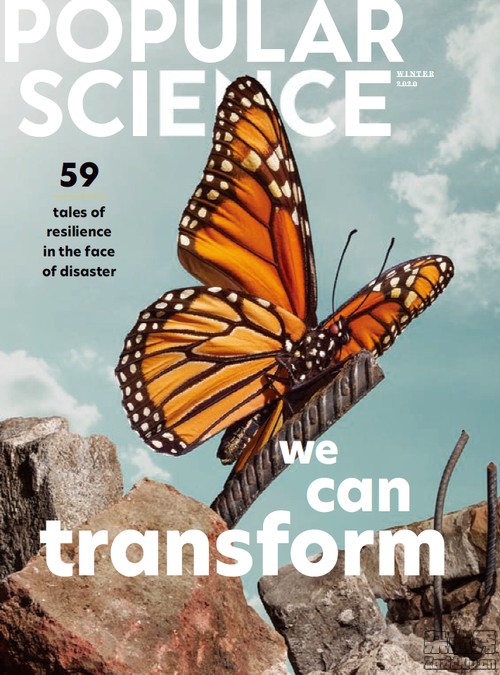 POPULAR
SCIENCE
WINTER
2020
59
tales of
resilience
in the face
of disaster
we
can
transform